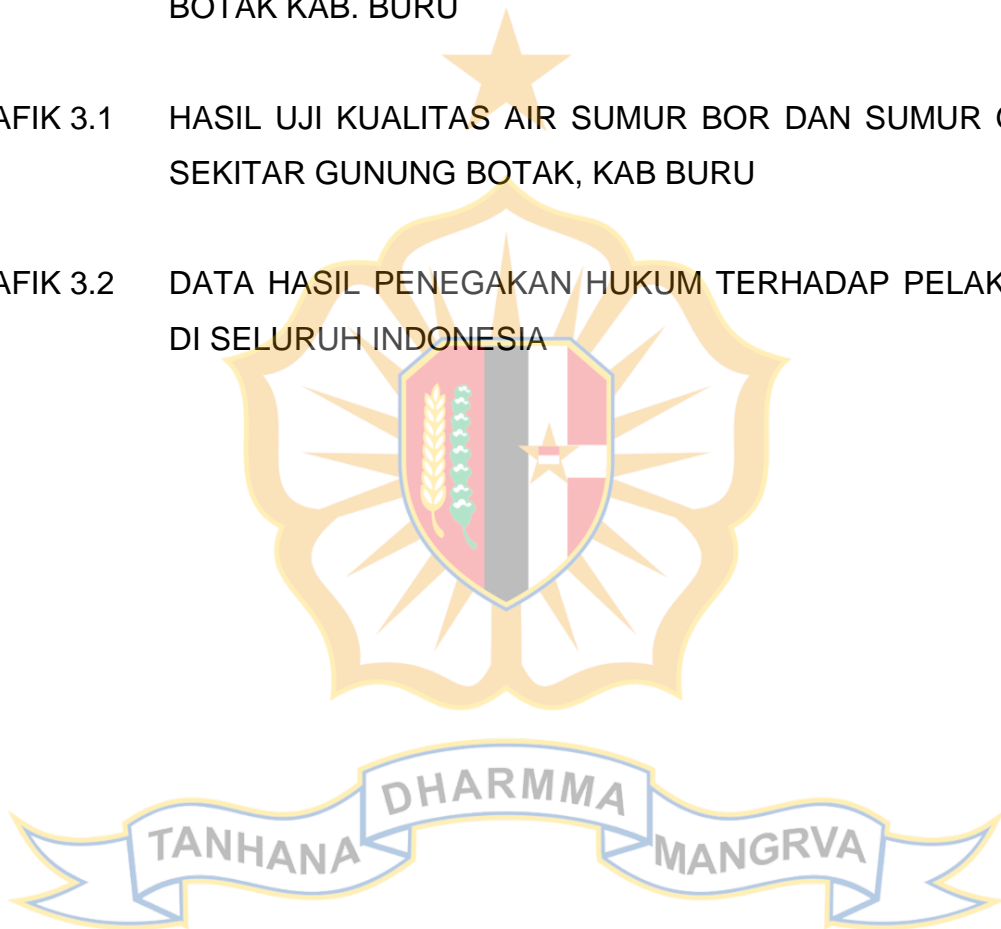 BOTAK KAB. BURU
AFIK 3.1 HASIL UJI KUALITAS AIR SUMUR BOR DAN SUMUR
SEKITAR GUNUNG BOTAK, KAB BURU
AFIK 3.2 DATA HASIL PENEGAKAN HUKUM TERHADAP PELAK
DI SELURUH INDONESIA
TANHANA DHARMMA MANGRVA